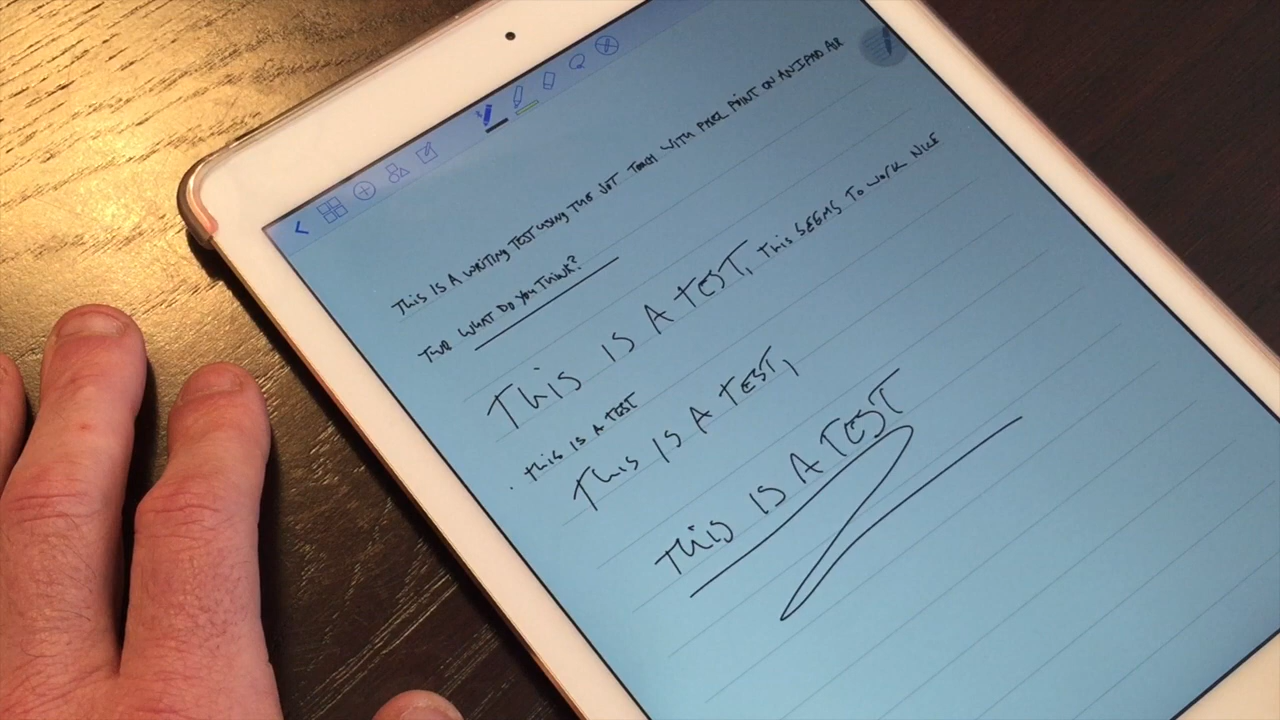 THIS IS A WRITING TEST USING THE JOT TOUCH WITH PIXEL POINT ON AN IPAD AIR
TWO WHAT DO YOU THINK?
THIS IS A TEST, THIS SEEMS TO WORK NICE
. THIS IS A TEST
THIS IS A TEST,
THIS IS A TEST